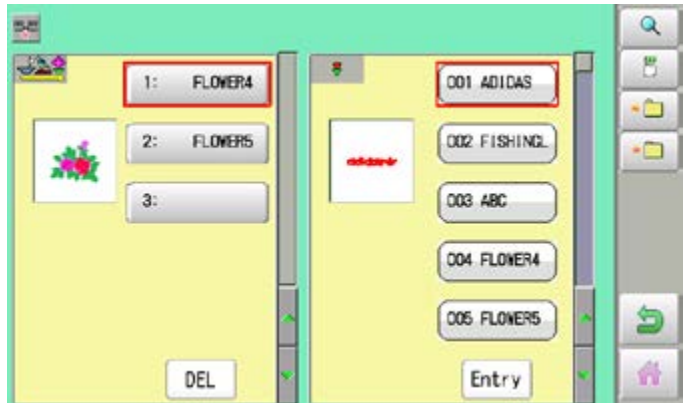 1: FLOWER4
2: FLOWER5
3:
DEL
001 ADIDAS
002 FISHINGL
003 ABC
004 FLOWER4
005 FLOWER5
Entry